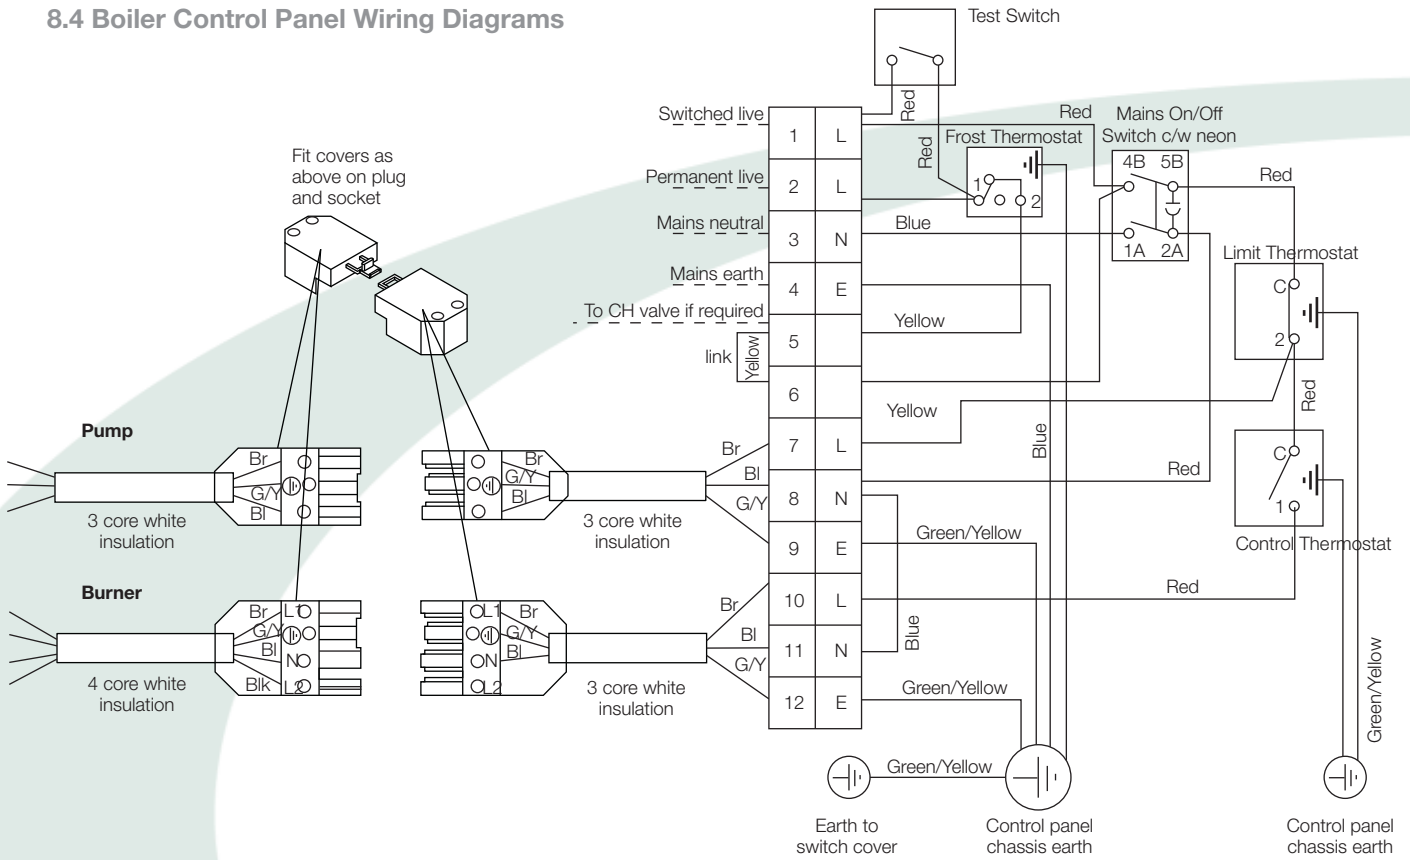 8.4 Boiler Control Panel Wiring Diagrams
Test Switch
Red
Red
Switched live
1 L
Red
Mains On/Off
Switch c/w neon
Frost Thermostat
4B 5B
1
2
Fit covers as
above on plug
and socket
Permanent live
2 L
Red
Mains neutral
3 N
Blue
1A 2A
Limit Thermostat
C
2
Mains earth
4 E
To CH valve if required
5
Yellow
link
Yellow
6
Yellow
Red
Blue
Pump
Br
G/Y
Bl
3 core white
insulation
Br
G/Y
Bl
3 core white
insulation
Br
Bl
G/Y
7 L
8 N
9 E
Red
C
1
Control Thermostat
Green/Yellow
Burner
Br
G/Y
Bl
Blk
L1
N
L2
4 core white
insulation
L1
N
L2
Br
G/Y
Bl
3 core white
insulation
Br
Bl
G/Y
10 L
11 N
12 E
Red
Blue
Green/Yellow
Green/Yellow
Green/Yellow
Earth to
switch cover
Control panel
chassis earth
Control panel
chassis earth